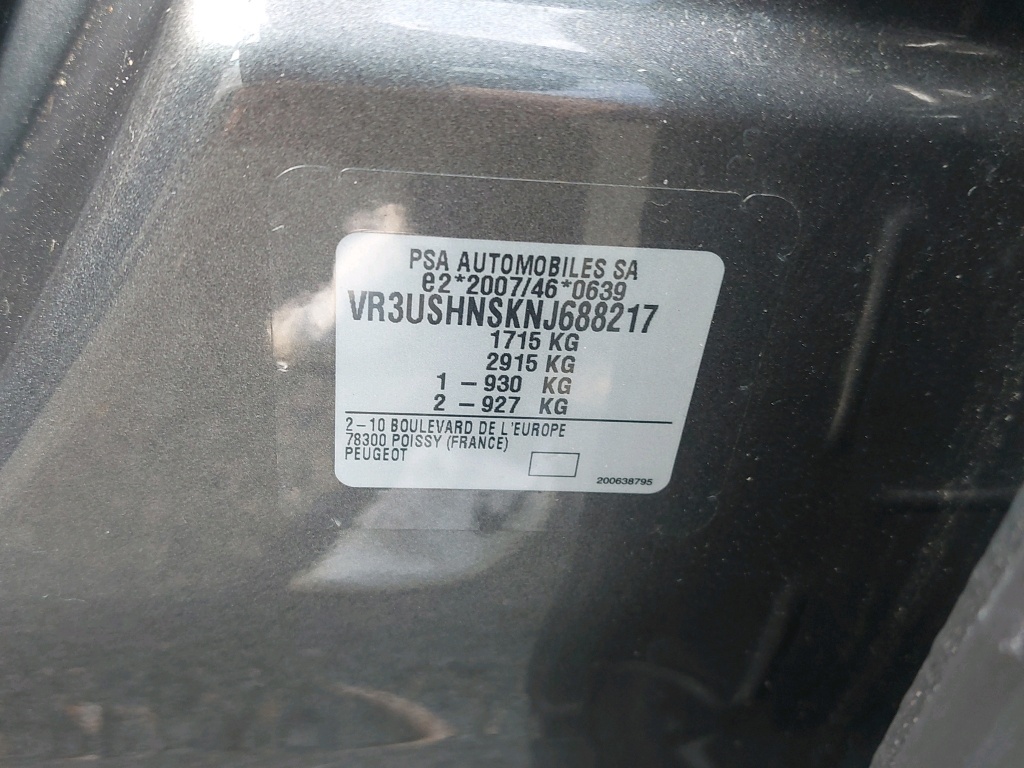 PSA AUTOMOBILES SA
e2*2007/46*0639
VR3USHNSKNJ688217
1715 KG
2915 KG
1 – 930 KG
2 – 927 KG
2–10 BOULEVARD DE L'EUROPE
78300 POISSY (FRANCE)
PEUGEOT
200638795